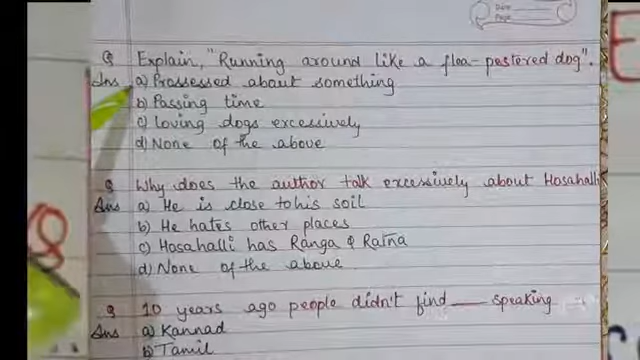 Date
Page
Q Explain, "Running around like a flea-pestered dog".
Ans a) Prossessed about something
b) Passing time
c) Loving dogs excessively
d) None of the above
Q Why does the author talk excessively about Hosahalli
Ans a) He is close to his soil
b) He hates other places
c) Hosahalli has Ranga & Ratna
d) None of the above
Q 10 years ago people didn't find ___ speaking
Ans a) Kannad
b) Tamil